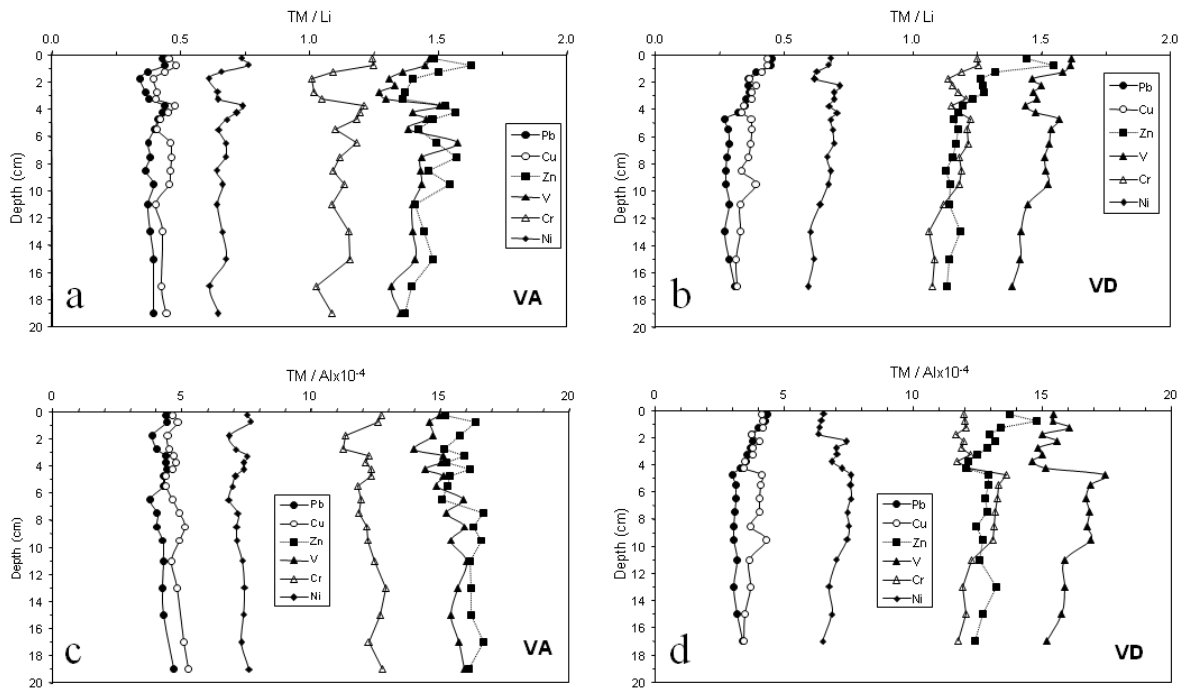 TM / Li
0.0 0.5 1.0 1.5 2.0
0
2
4
6
8
10
12
14
16
18
20
Depth (cm)
Pb
Cu
Zn
V
Cr
Ni
a
VA
TM / Li
0.0 0.5 1.0 1.5 2.0
0
2
4
6
8
10
12
14
16
18
20
Depth (cm)
Pb
Cu
Zn
V
Cr
Ni
b
VD
TM / Alx10-4
0 5 10 15 20
0
2
4
6
8
10
12
14
16
18
20
Depth (cm)
Pb
Cu
Zn
V
Cr
Ni
c
VA
TM / Alx10-4
0 5 10 15 20
0
2
4
6
8
10
12
14
16
18
20
Depth (cm)
Pb
Cu
Zn
V
Cr
Ni
d
VD